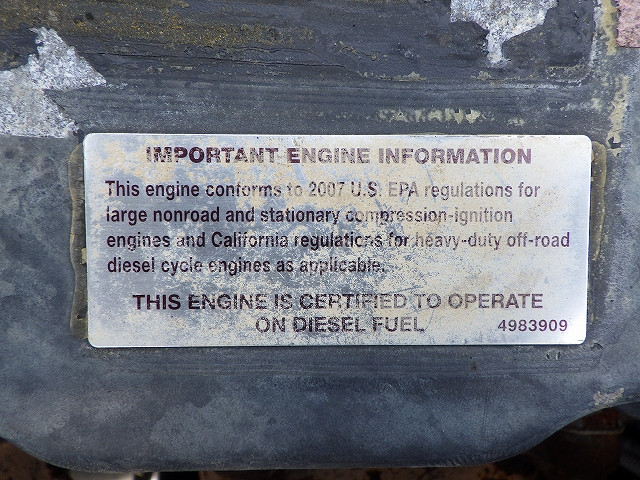 IMPORTANT ENGINE INFORMATION
This engine conforms to 2007 U.S. EPA regulations for
large nonroad and stationary compression-ignition
engines and California regulations for heavy-duty off-road
diesel cycle engines as applicable.
THIS ENGINE IS CERTIFIED TO OPERATE
ON DIESEL FUEL
4983909